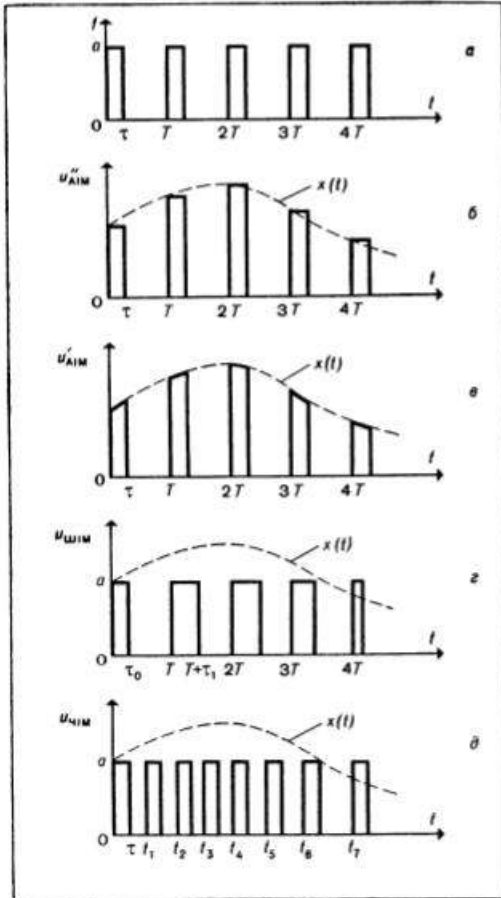 f
a
a
0
τ T 2T 3T 4T
t
u″АІМ
x(t)
б
0
τ T 2T 3T 4T
t
u′АІМ
x(t)
в
0
τ T 2T 3T 4T
t
uШІМ
x(t)
a
г
0
τ₀ T T+τ₁ 2T 3T 4T
t
uЧІМ
x(t)
a
д
0
τ t₁ t₂ t₃ t₄ t₅ t₆ t₇
t